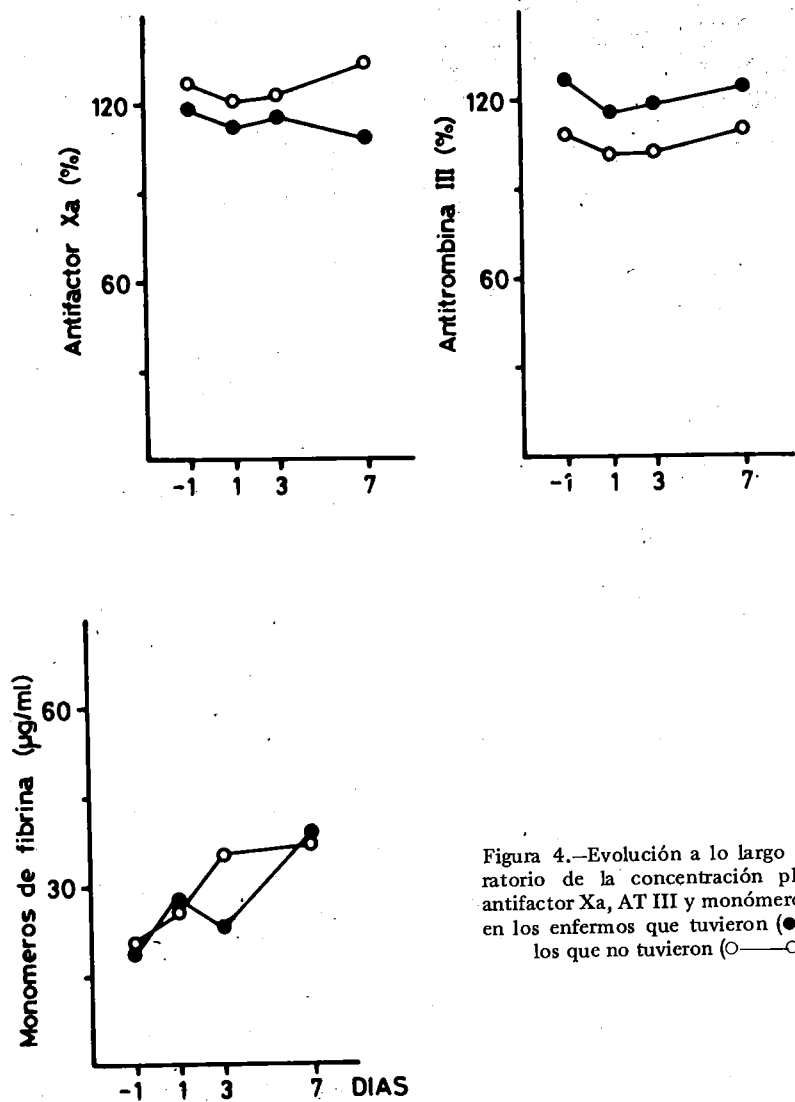 Antifactor Xa (%)
120
60
-1 1 3 7
Antitrombina III (%)
120
60
-1 1 3 7
Monomeros de fibrina (µg/ml)
60
30
-1 1 3 7 DIAS
Figura 4.—Evolución a lo largo
ratorio de la concentración
antifactor Xa, AT III y
en los enfermos que tuvieron (●
los que no tuvieron (○——○